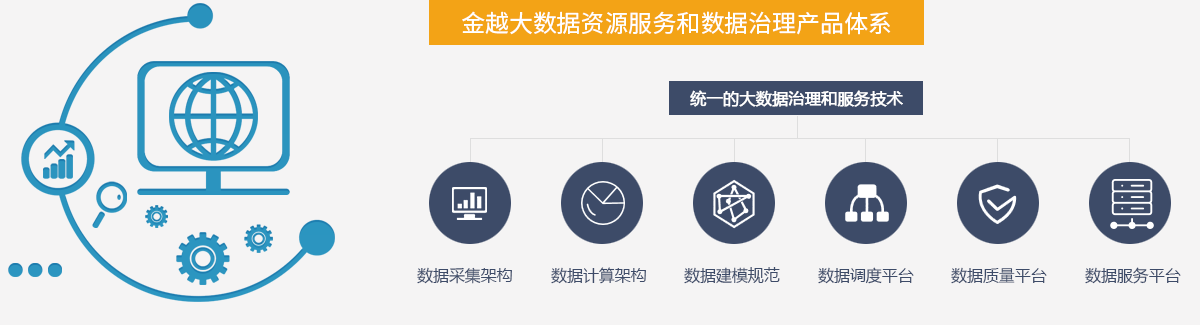 金越大数据资源服务和数据治理产品体系
统一的大数据治理和服务技术
数据采集架构
数据计算架构
数据建模规范
数据调度平台
数据质量平台
数据服务平台